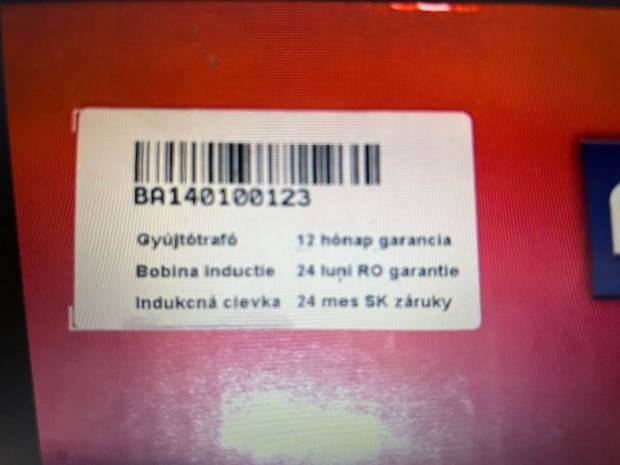 BA140100123
Gyújtótrafó 12 hónap garancia
Bobina inductie 24 luni RO garantie
Indukcná cievka 24 mes SK záruky